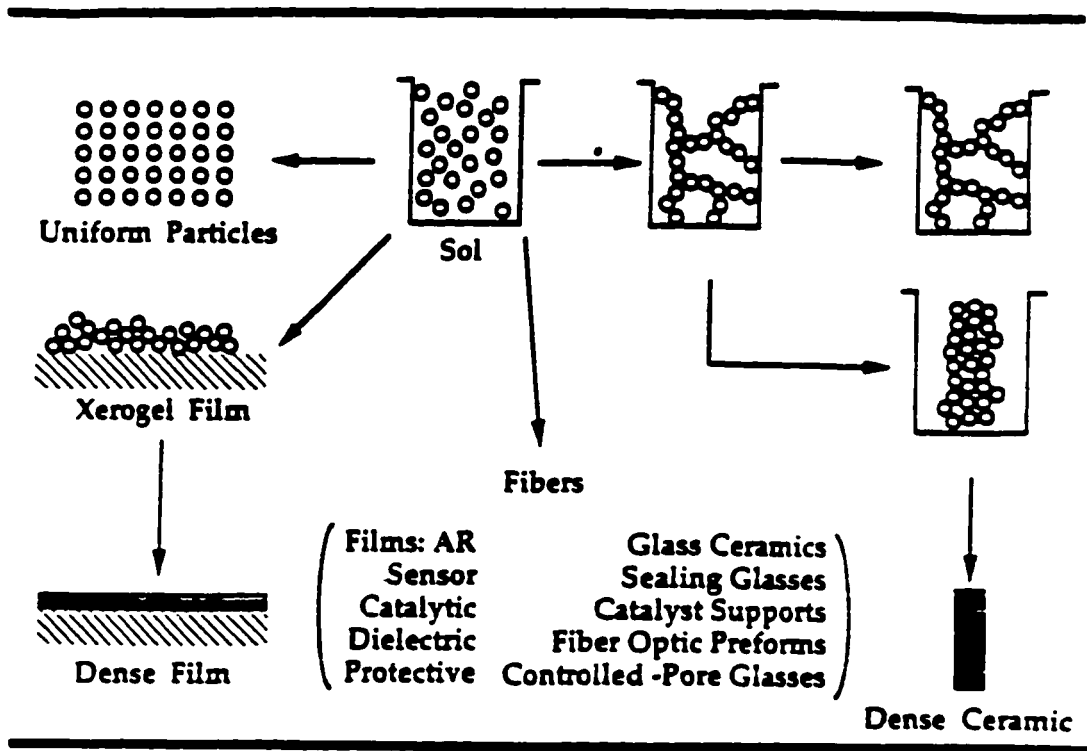 Uniform Particles
Sol
Xerogel Film
Fibers
Films: AR
Sensor
Catalytic
Dielectric
Protective
Glass Ceramics
Sealing Glasses
Catalyst Supports
Fiber Optic Preforms
Controlled -Pore Glasses
Dense Film
Dense Ceramic